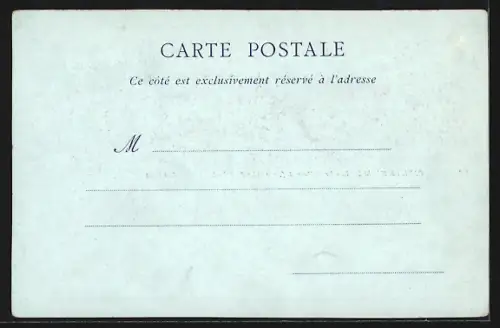 CARTE POSTALE
Ce côté est exclusivement réservé à l'adresse
M